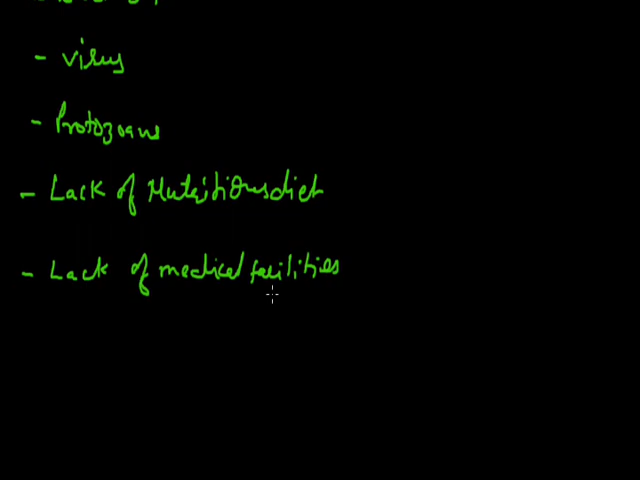 - virus
- Protozoans
- Lack of Nutritious diet
- Lack of medical facilities